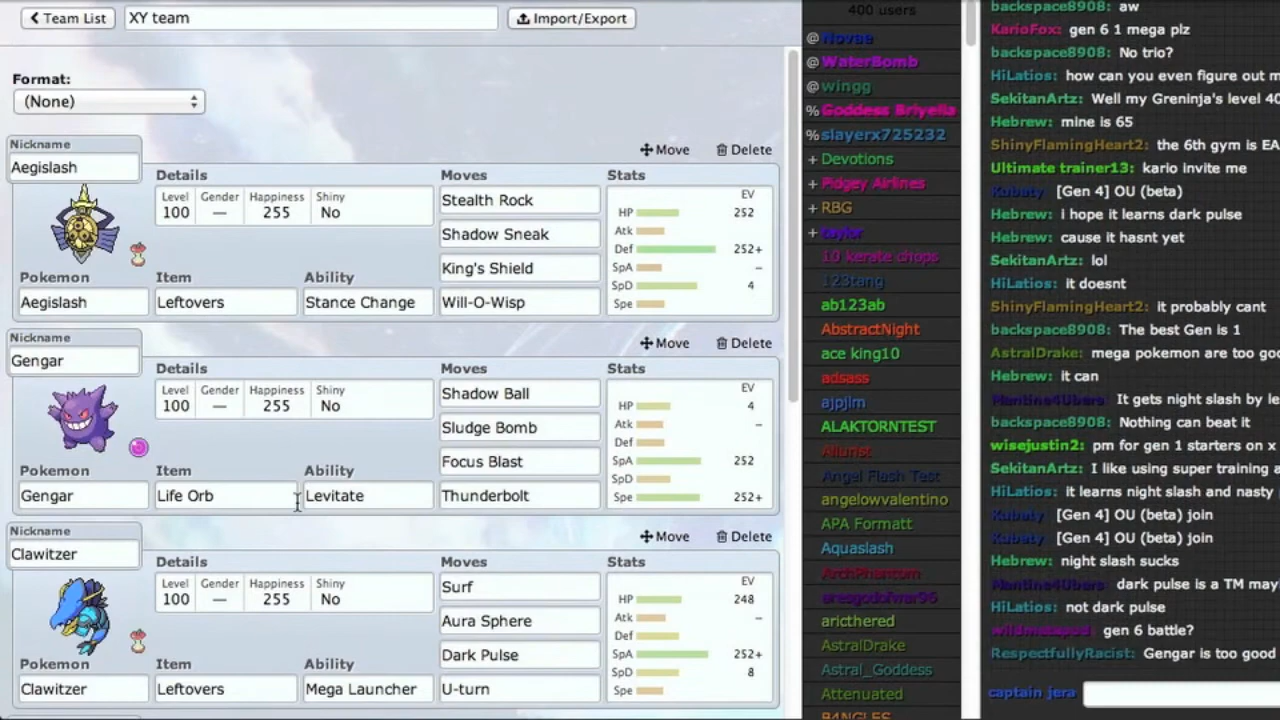 Team List
XY team
Import/Export
Format:
(None)
Nickname
Aegislash
Move Delete
Details
Level Gender Happiness Shiny
100 — 255 No
Moves
Stealth Rock
Shadow Sneak
King's Shield
Will-O-Wisp
Stats
EV
HP 252
Atk
Def 252+
SpA –
SpD 4
Spe
Pokemon Item Ability
Aegislash Leftovers Stance Change
Nickname
Gengar
Move Delete
Details
Level Gender Happiness Shiny
100 — 255 No
Moves
Shadow Ball
Sludge Bomb
Focus Blast
Thunderbolt
Stats
EV
HP 4
Atk –
Def
SpA 252
SpD
Spe 252+
Pokemon Item Ability
Gengar Life Orb Levitate
Nickname
Clawitzer
Move Delete
Details
Level Gender Happiness Shiny
100 — 255 No
Moves
Surf
Aura Sphere
Dark Pulse
U-turn
Stats
EV
HP 248
Atk –
Def
SpA 252+
SpD 8
Spe
Pokemon Item Ability
Clawitzer Leftovers Mega Launcher
400 users
@ Novae
@ WaterBomb
@ wingg
% Goddess Briyella
% slayerx725232
+ Devotions
+ Pidgey Airlines
+ RBG
+ taylor
10 kerate chops
123tang
ab123ab
AbstractNight
ace king10
adsass
ajpjlm
ALAKTORNTEST
Aliurist
Angel Flash Test
angelowvalentino
APA Formatt
Aquaslash
ArchPhantom
aresgodofwar96
aricthered
AstralDrake
Astral_Goddess
Attenuated
B4NGLES
backspace8908: aw
KarioFox: gen 6 1 mega plz
backspace8908: No trio?
HiLatios: how can you even figure out m
SekitanArtz: Well my Greninja's level 40
Hebrew: mine is 65
ShinyFlamingHeart2: the 6th gym is EA
Ultimate trainer13: kario invite me
Kubaty [Gen 4] OU (beta)
Hebrew: i hope it learns dark pulse
Hebrew: cause it hasnt yet
SekitanArtz: lol
HiLatios: it doesnt
ShinyFlamingHeart2: it probably cant
backspace8908: The best Gen is 1
AstralDrake: mega pokemon are too goo
Hebrew: it can
Mantine4Ubers: It gets night slash by le
backspace8908: Nothing can beat it
wisejustin2: pm for gen 1 starters on x
SekitanArtz: I like using super training a
HiLatios: it learns night slash and nasty
Kubaty [Gen 4] OU (beta) join
Kubaty [Gen 4] OU (beta) join
Hebrew: night slash sucks
Mantine4Ubers: dark pulse is a TM may
HiLatios: not dark pulse
wildmetapod: gen 6 battle?
RespectfullyRacist: Gengar is too good
captain jera